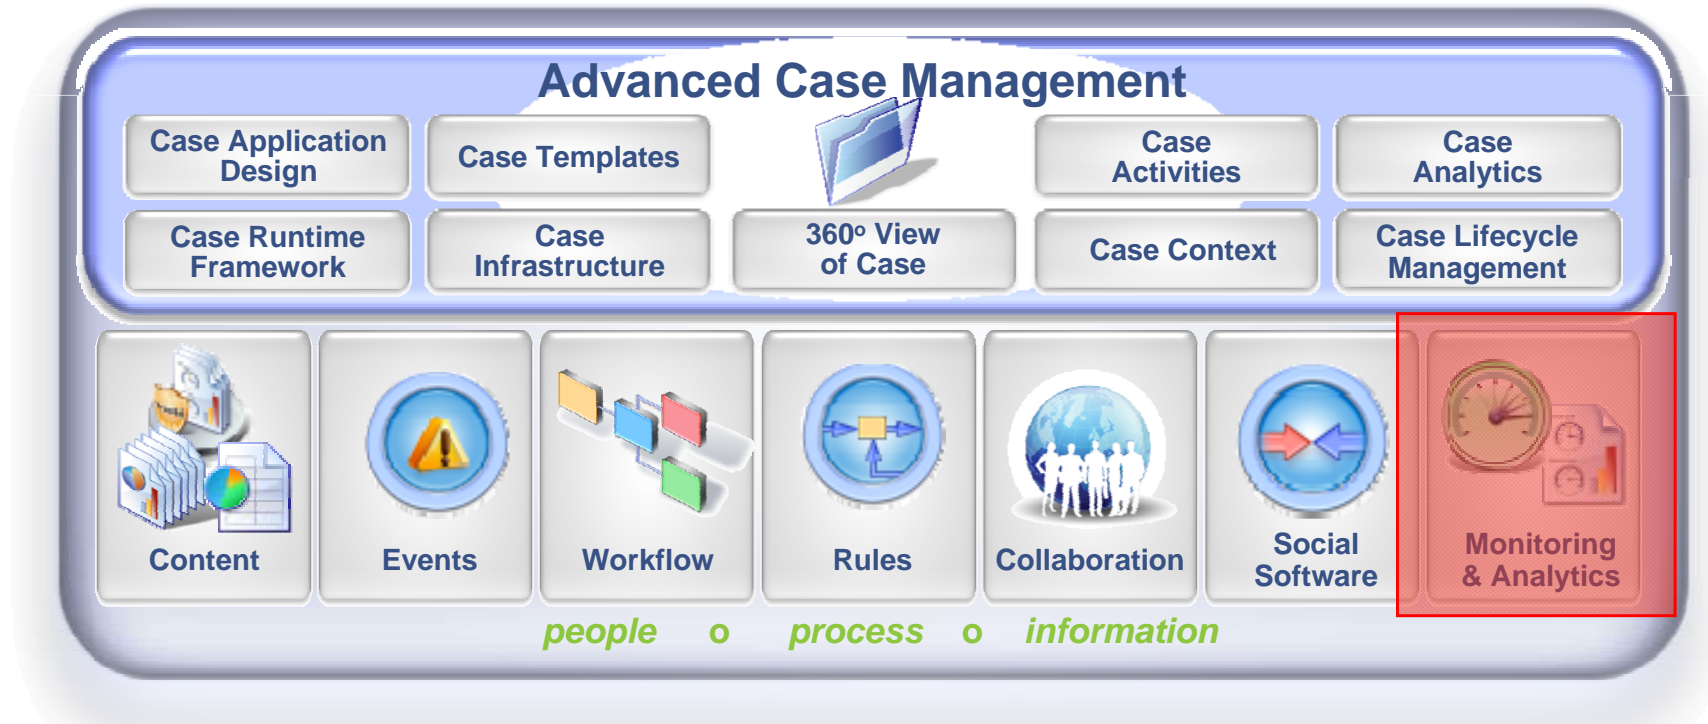 Advanced Case Management
Case Application
Design
Case Templates
Case
Activities
Case
Analytics
Case Runtime
Framework
Case
Infrastructure
360º View
of Case
Case Context
Case Lifecycle
Management
Content
Events
Workflow
Rules
Collaboration
Social
Software
Monitoring
& Analytics
people o process o information